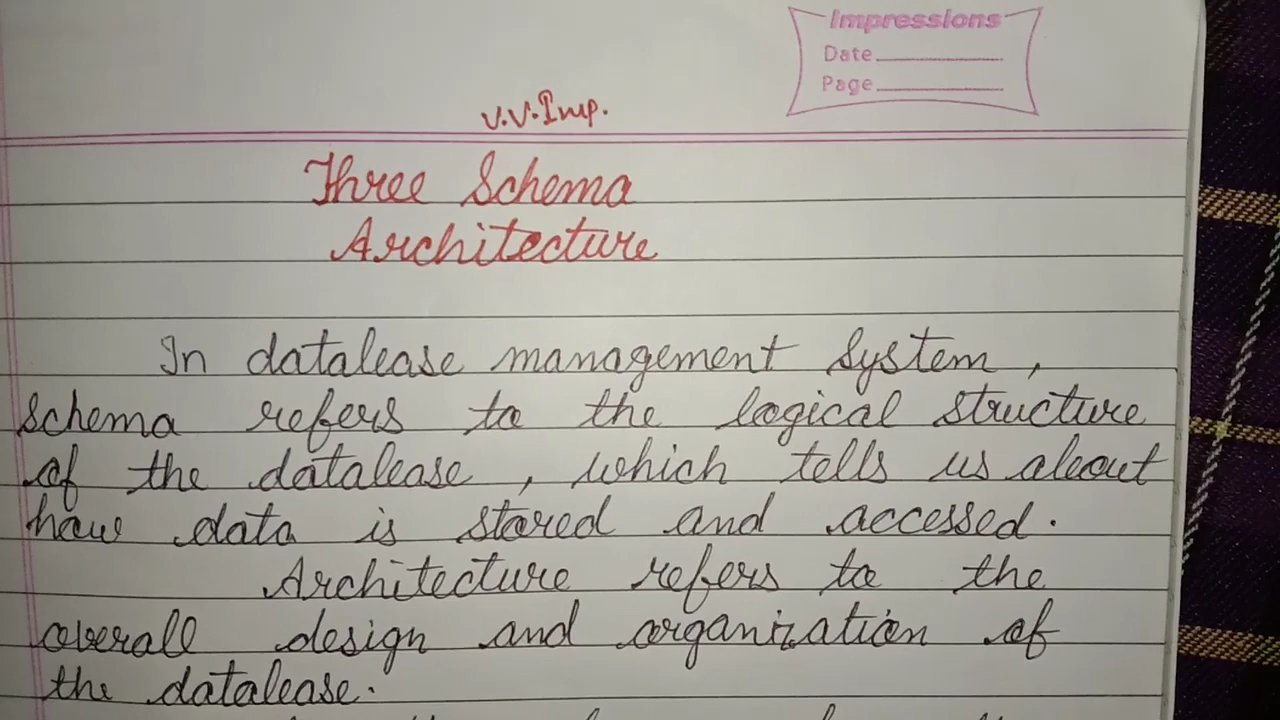 Impressions
Date
Page
V.V.Imp.
Three Schema
Architecture
In database management system,
schema refers to the logical structure
of the database, which tells us about
how data is stored and accessed.
Architecture refers to the
overall design and organization of
the database.